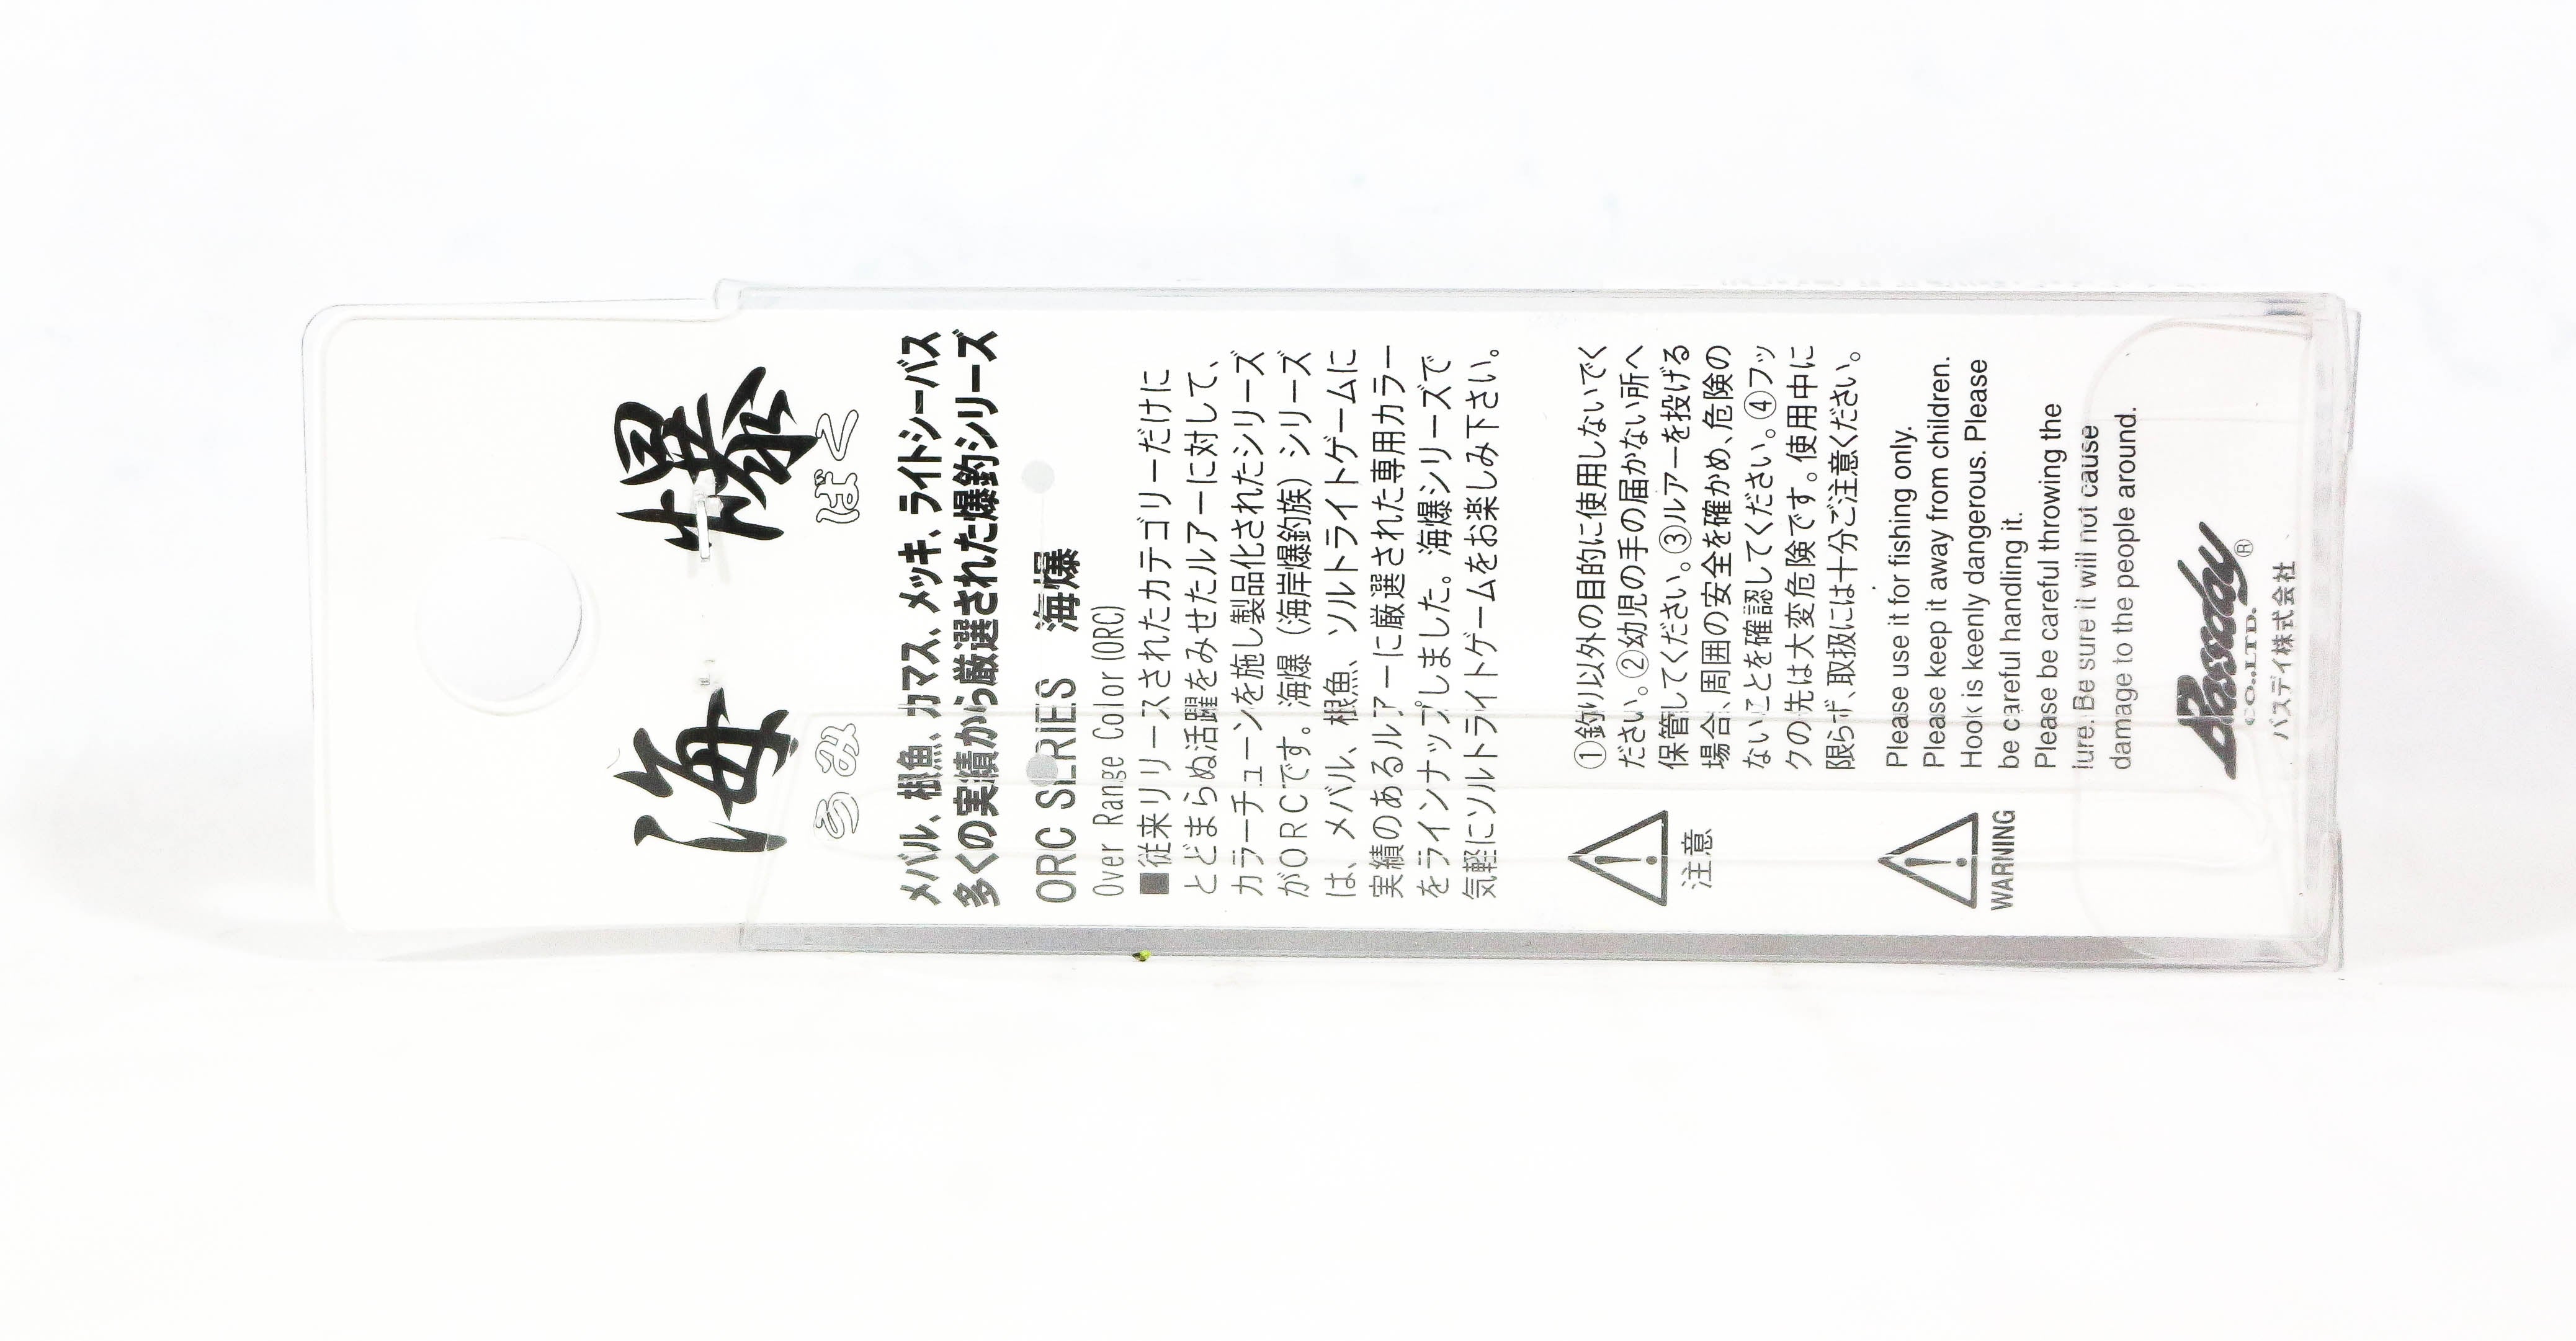 海爆
うみ ばく
メバル、根魚、カマス、メッキ、ライトシーバス
多くの実績から厳選された爆釣シリーズ
ORC SERIES 海爆
Over Range Color (ORC)
■従来リリースされたカテゴリーだけに
とどまらぬ活躍をみせたルアーに対して、
カラーチューンを施し製品化されたシリーズ
がORCです。海爆（海岸爆釣族）シリーズ
は、メバル、根魚、ソルトライトゲームに
実績のあるルアーに厳選された専用カラー
をラインナップしました。海爆シリーズで
気軽にソルトライトゲームをお楽しみ下さい。
注意
①釣り以外の目的に使用しないでく
ださい。②幼児の手の届かない所へ
保管してください。③ルアーを投げる
場合、周囲の安全を確かめ、危険の
ないことを確認してください。④フッ
クの先は大変危険です。使用中に
限らず、取扱には十分ご注意ください。
WARNING
Please use it for fishing only.
Please keep it away from children.
Hook is keenly dangerous. Please
be careful handling it.
Please be careful throwing the
lure. Be sure it will not cause
damage to the people around.
Bassday®
CO.,LTD.
バスデイ株式会社